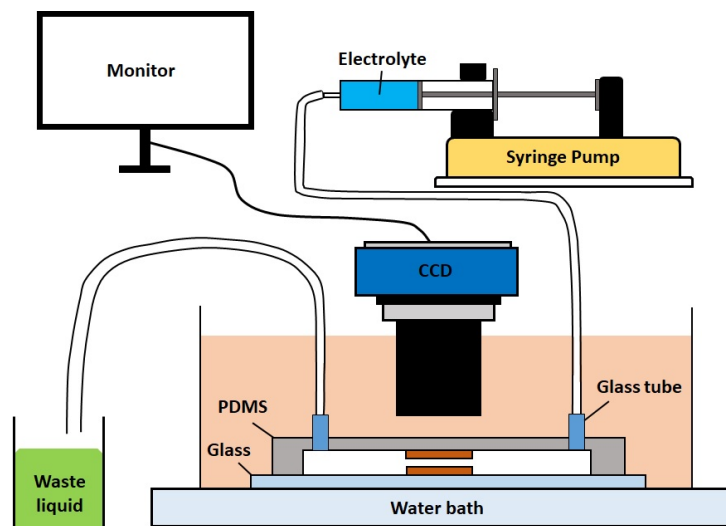 Monitor
Electrolyte
Syringe Pump
CCD
Glass tube
PDMS
Glass
Waste
liquid
Water bath